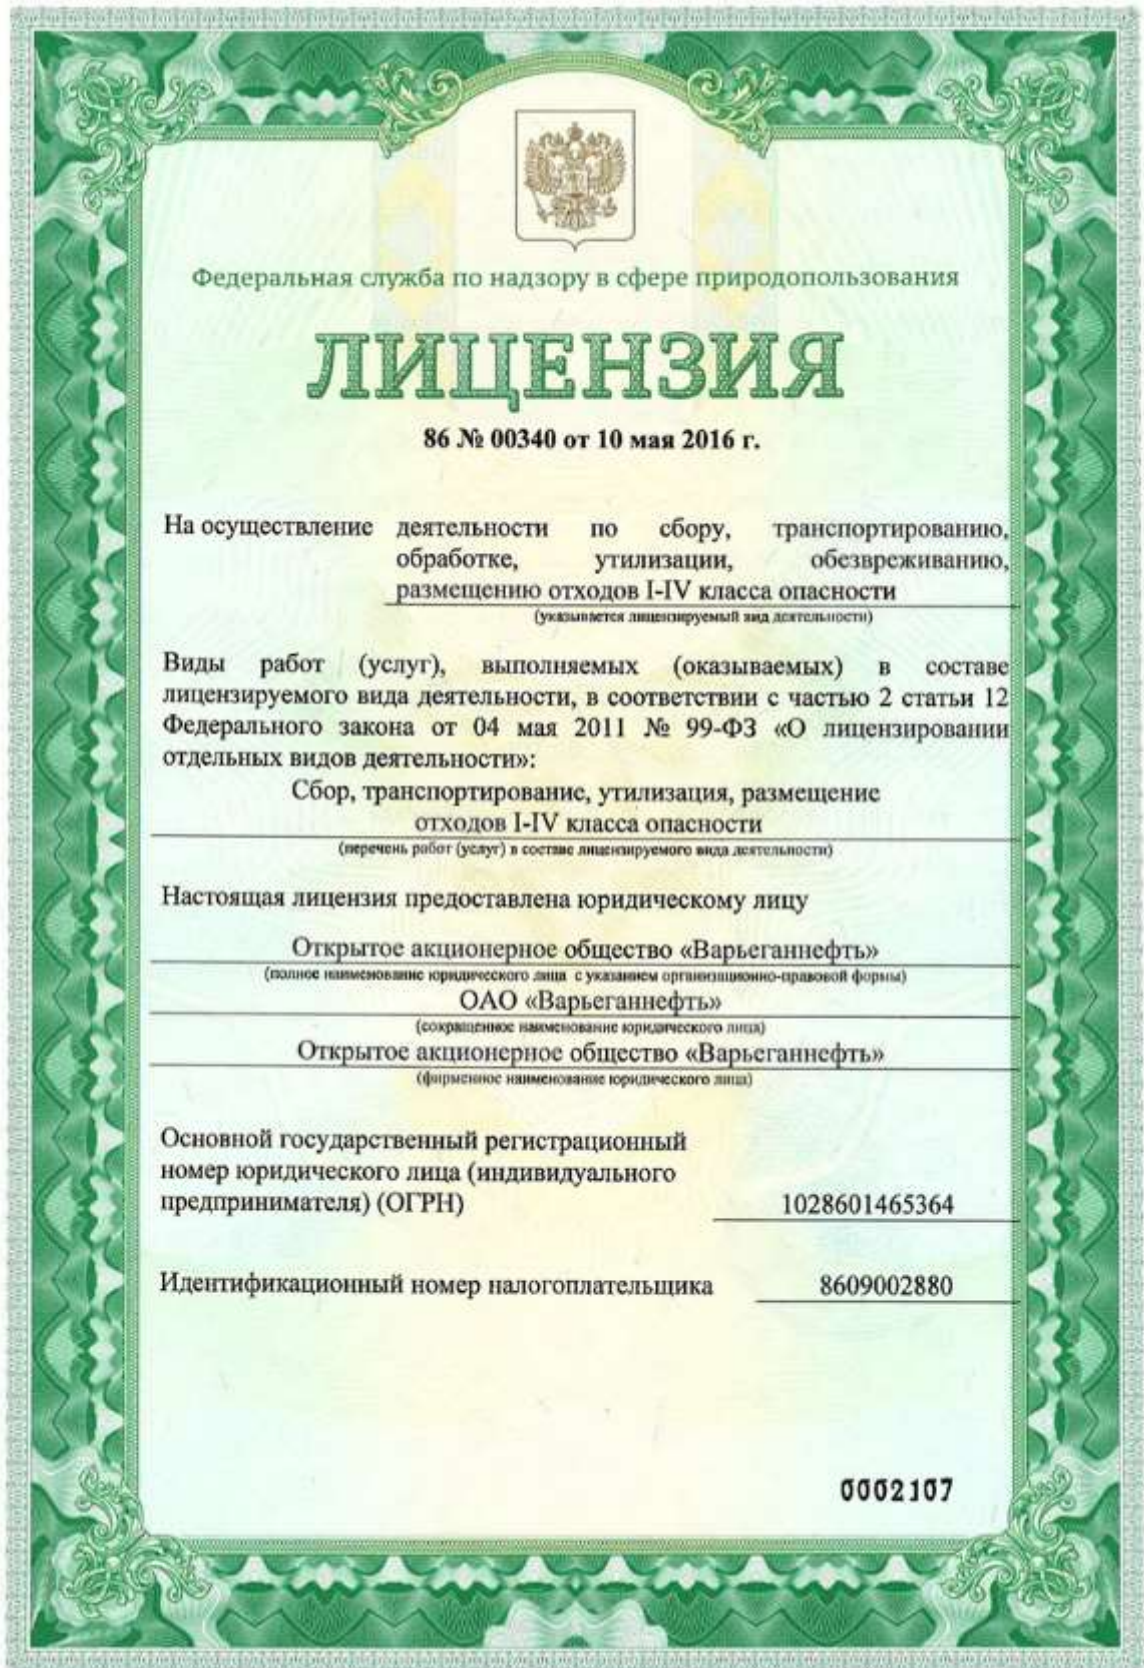 Федеральная служба по надзору в сфере природопользования
ЛИЦЕНЗИЯ
86 № 00340 от 10 мая 2016 г.
На осуществление деятельности по сбору, транспортированию,
обработке, утилизации, обезвреживанию,
размещению отходов I-IV класса опасности
(указывается лицензируемый вид деятельности)
Виды работ (услуг), выполняемых (оказываемых) в составе
лицензируемого вида деятельности, в соответствии с частью 2 статьи 12
Федерального закона от 04 мая 2011 № 99-ФЗ «О лицензировании
отдельных видов деятельности»:
Сбор, транспортирование, утилизация, размещение
отходов I-IV класса опасности
(перечень работ (услуг) в составе лицензируемого вида деятельности)
Настоящая лицензия предоставлена юридическому лицу
Открытое акционерное общество «Варьеганнефть»
(полное наименование юридического лица с указанием организационно-правовой формы)
ОАО «Варьеганнефть»
(сокращенное наименование юридического лица)
Открытое акционерное общество «Варьеганнефть»
(фирменное наименование юридического лица)
Основной государственный регистрационный
номер юридического лица (индивидуального
предпринимателя) (ОГРН) 1028601465364
Идентификационный номер налогоплательщика 8609002880
0002107